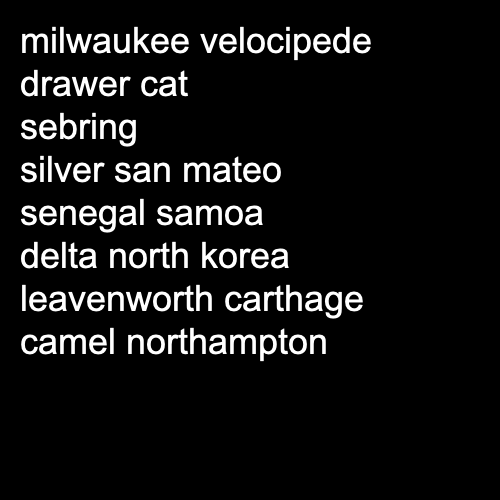 milwaukee velocipede
drawer cat
sebring
silver san mateo
senegal samoa
delta north korea
leavenworth carthage
camel northampton